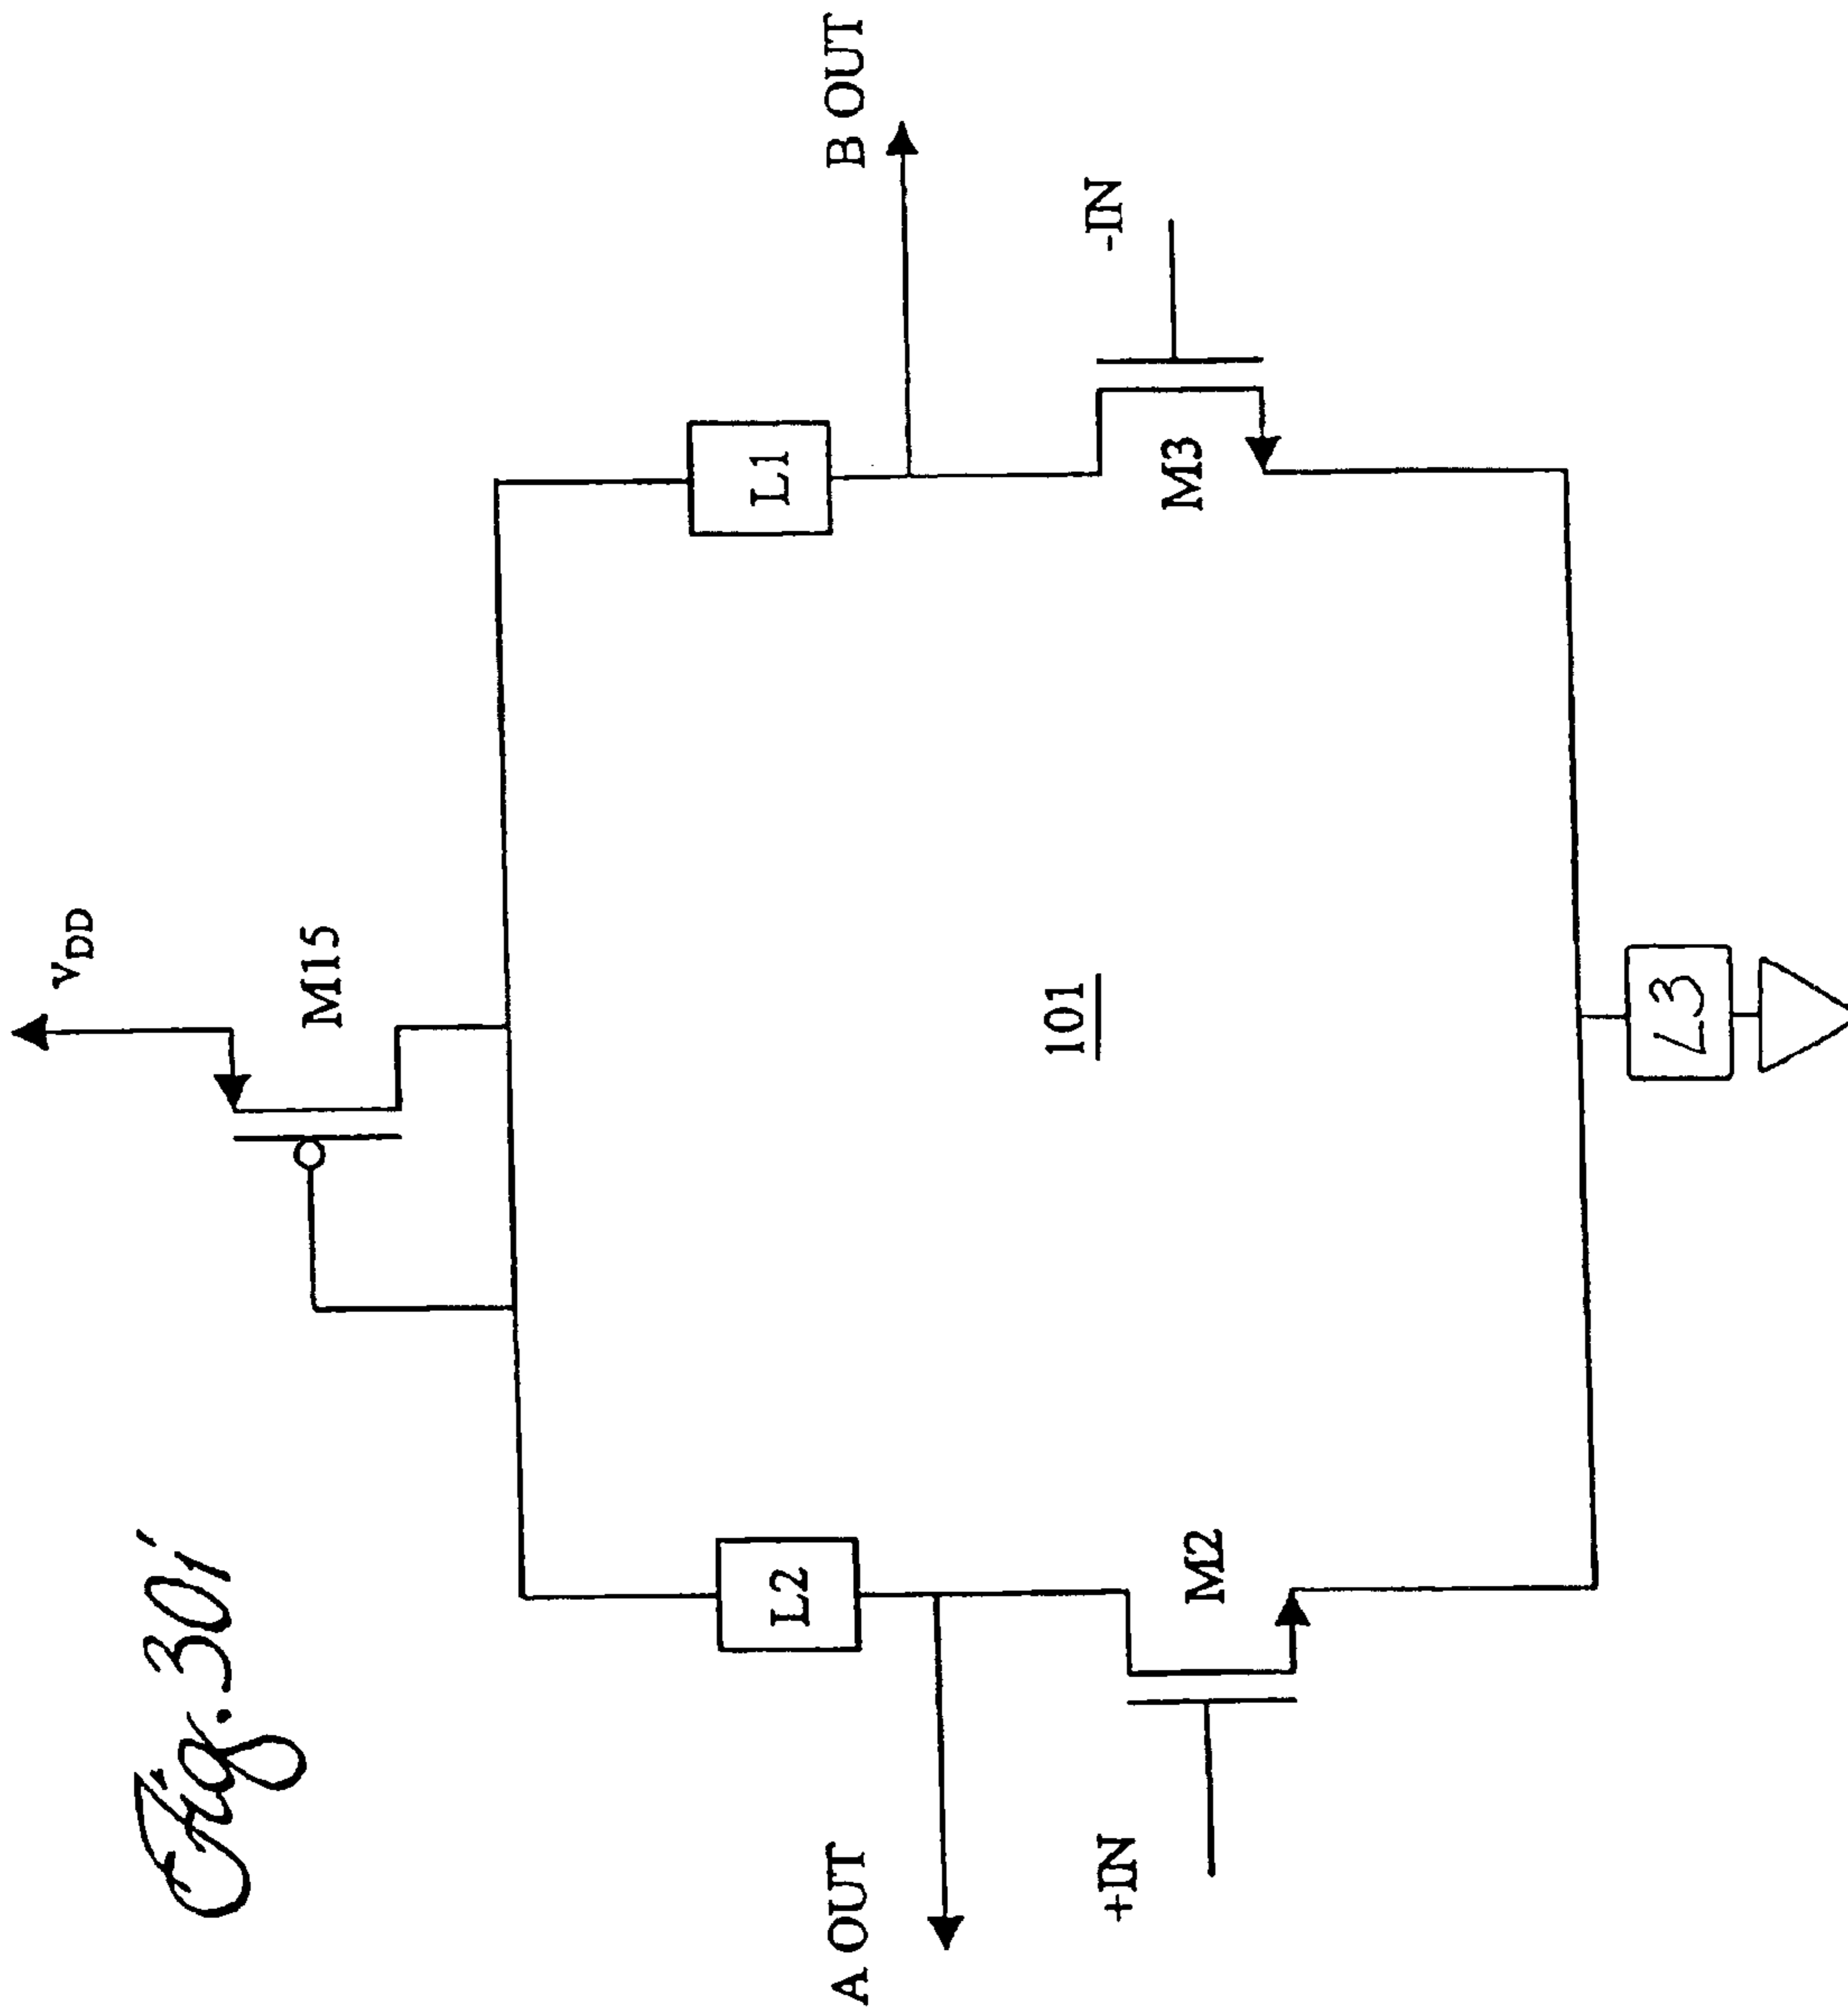 Fig. 30i'
VDD
M15
L2
L1
A OUT
B OUT
101
+IN
-IN
M2
M3
L3